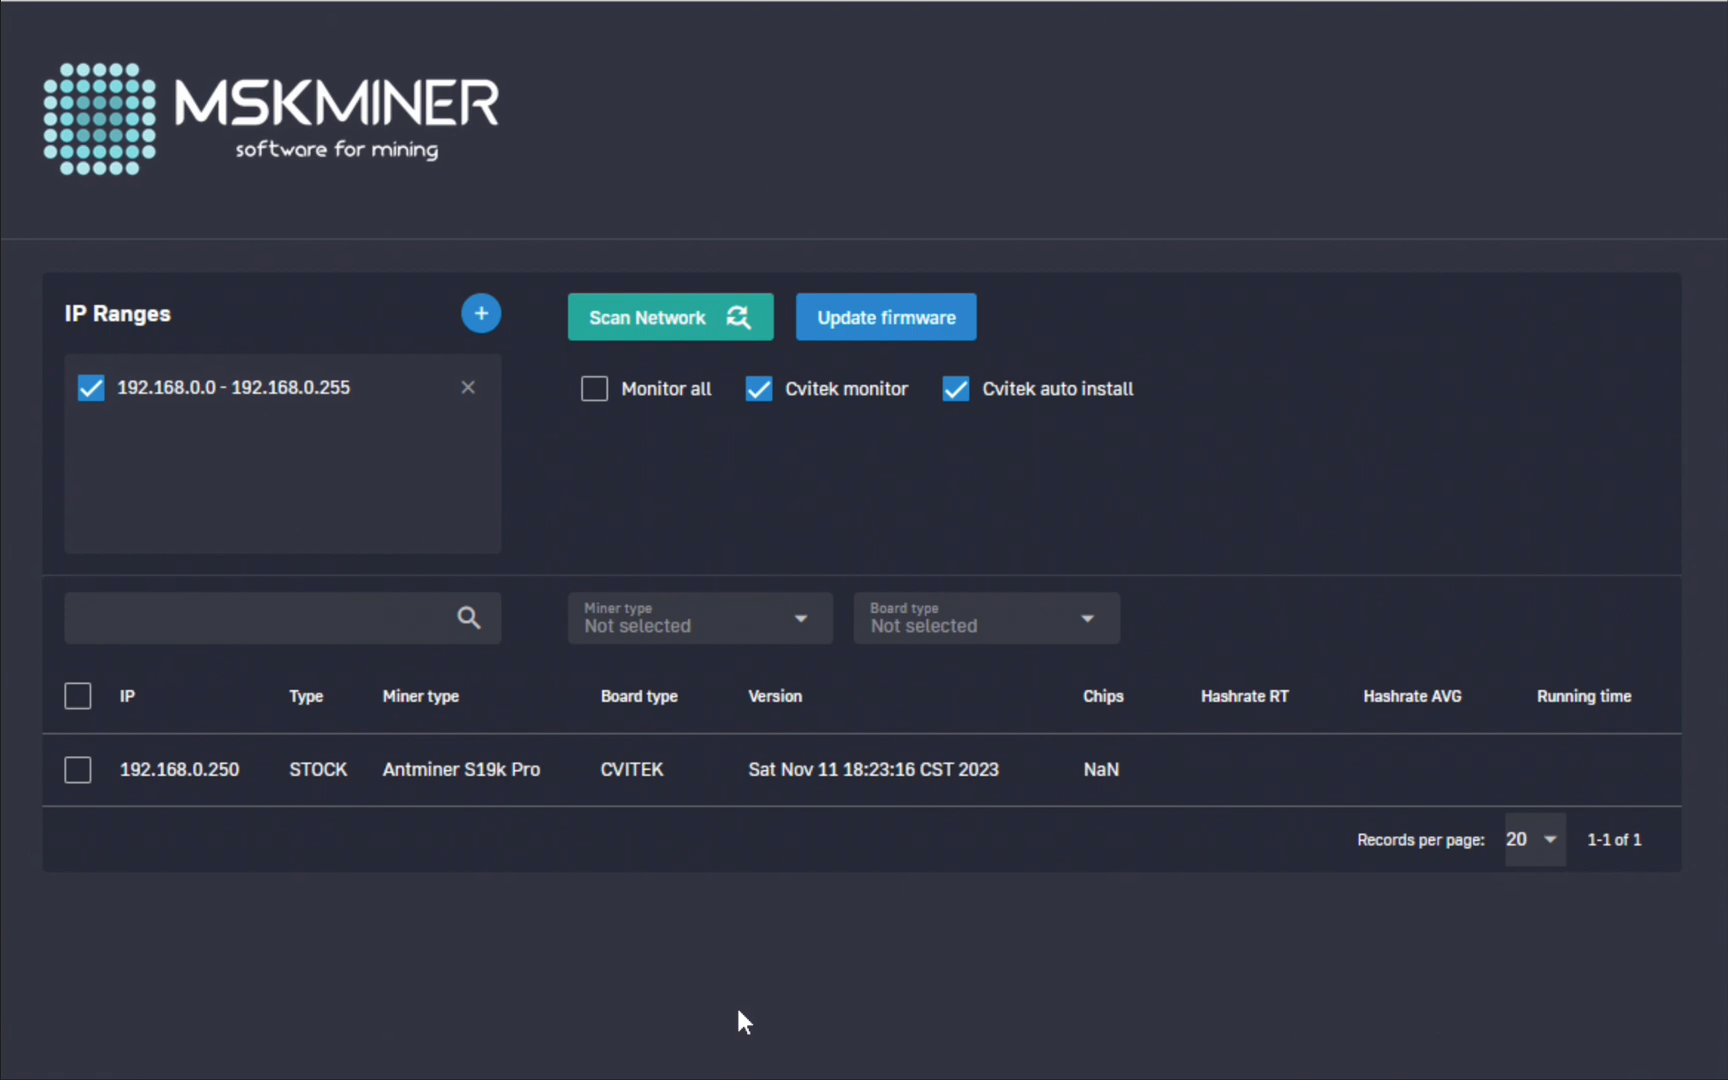 MSKMINER
software for mining
IP Ranges
+
Scan Network
Update firmware
192.168.0.0 - 192.168.0.255
Monitor all
Cvitek monitor
Cvitek auto install
Miner type
Not selected
Board type
Not selected
IP Type Miner type Board type Version Chips Hashrate RT Hashrate AVG Running time
192.168.0.250 STOCK Antminer S19k Pro CVITEK Sat Nov 11 18:23:16 CST 2023 NaN
Records per page: 20 1-1 of 1